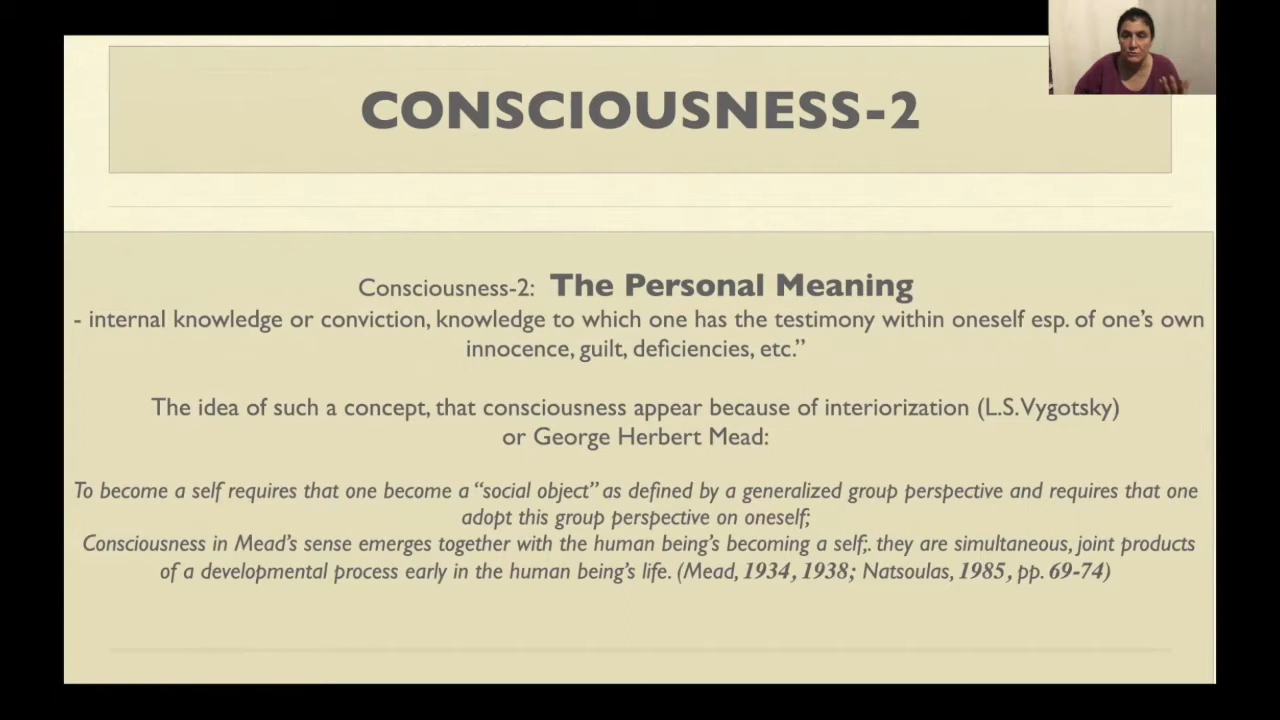 CONSCIOUSNESS-2
Consciousness-2: The Personal Meaning
- internal knowledge or conviction, knowledge to which one has the testimony within oneself esp. of one’s own
innocence, guilt, deficiencies, etc.”
The idea of such a concept, that consciousness appear because of interiorization (L.S.Vygotsky)
or George Herbert Mead:
To become a self requires that one become a “social object” as defined by a generalized group perspective and requires that one
adopt this group perspective on oneself;
Consciousness in Mead’s sense emerges together with the human being’s becoming a self;. they are simultaneous, joint products
of a developmental process early in the human being’s life. (Mead, 1934, 1938; Natsoulas, 1985, pp. 69-74)